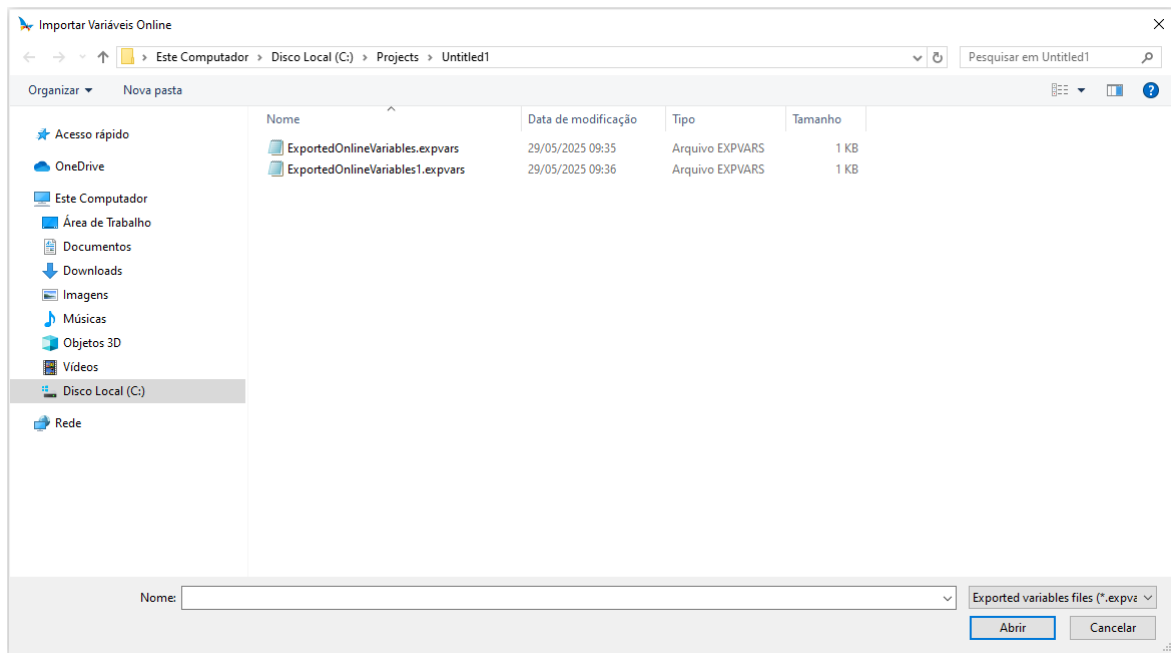 Importar Variáveis Online
Este Computador > Disco Local (C:) > Projects > Untitled1
Pesquisar em Untitled1
Organizar
Nova pasta
Nome
Data de modificação
Tipo
Tamanho
Acesso rápido
OneDrive
Este Computador
Área de Trabalho
Documentos
Downloads
Imagens
Músicas
Objetos 3D
Vídeos
Disco Local (C:)
Rede
ExportedOnlineVariables.expvars 29/05/2025 09:35 Arquivo EXPVARS 1 KB
ExportedOnlineVariables1.expvars 29/05/2025 09:36 Arquivo EXPVARS 1 KB
Nome:
Exported variables files (*.expva
Abrir
Cancelar